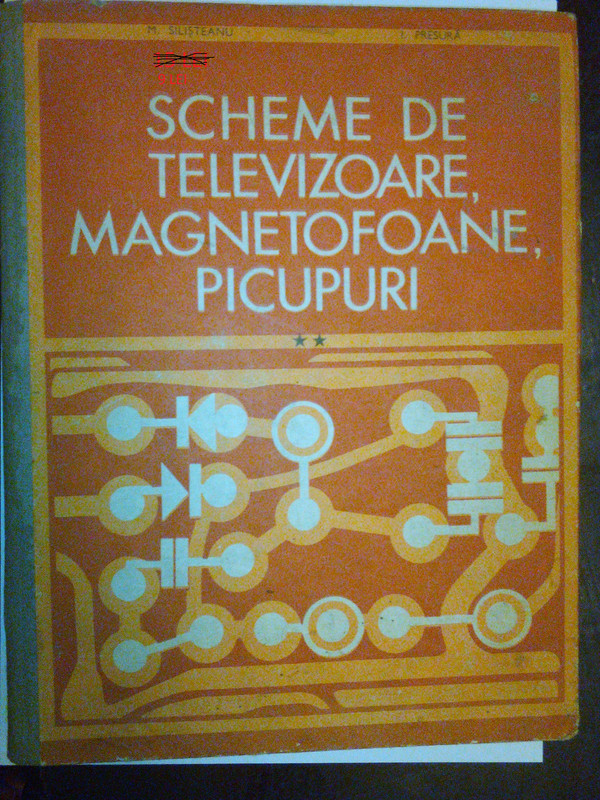 M. SILIȘTEANU I. PRESURĂ
SCHEME DE
TELEVIZOARE,
MAGNETOFOANE,
PICUPURI
★★